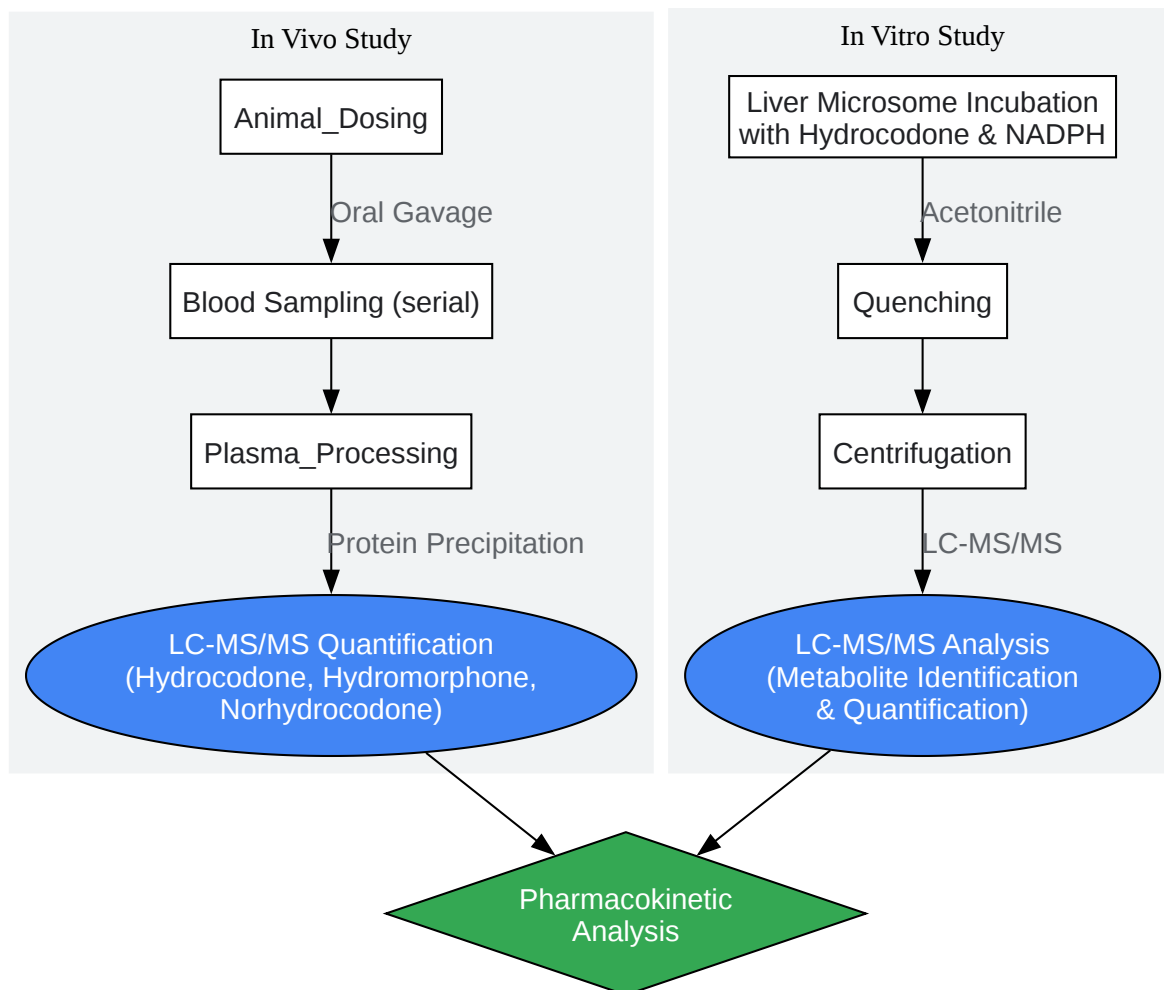 In Vivo Study
Animal_Dosing
Oral Gavage
Blood Sampling (serial)
Plasma_Processing
Protein Precipitation
LC-MS/MS Quantification
(Hydrocodone, Hydromorphone,
Norhydrocodone)
In Vitro Study
Liver Microsome Incubation
with Hydrocodone & NADPH
Acetonitrile
Quenching
Centrifugation
LC-MS/MS
LC-MS/MS Analysis
(Metabolite Identification
& Quantification)
Pharmacokinetic
Analysis